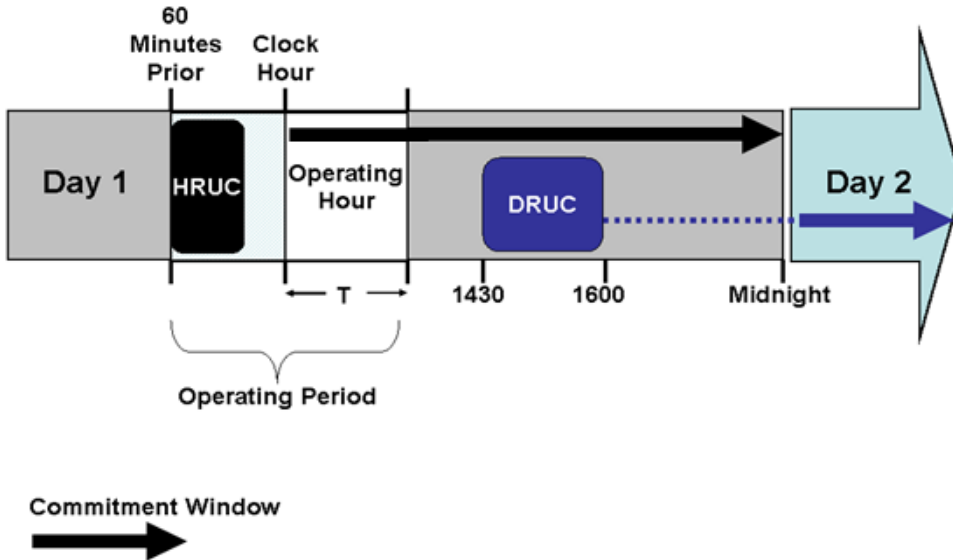 60
Minutes
Prior
Clock
Hour
Day 1
HRUC
Operating
Hour
DRUC
Day 2
T
1430
1600
Midnight
Operating Period
Commitment Window